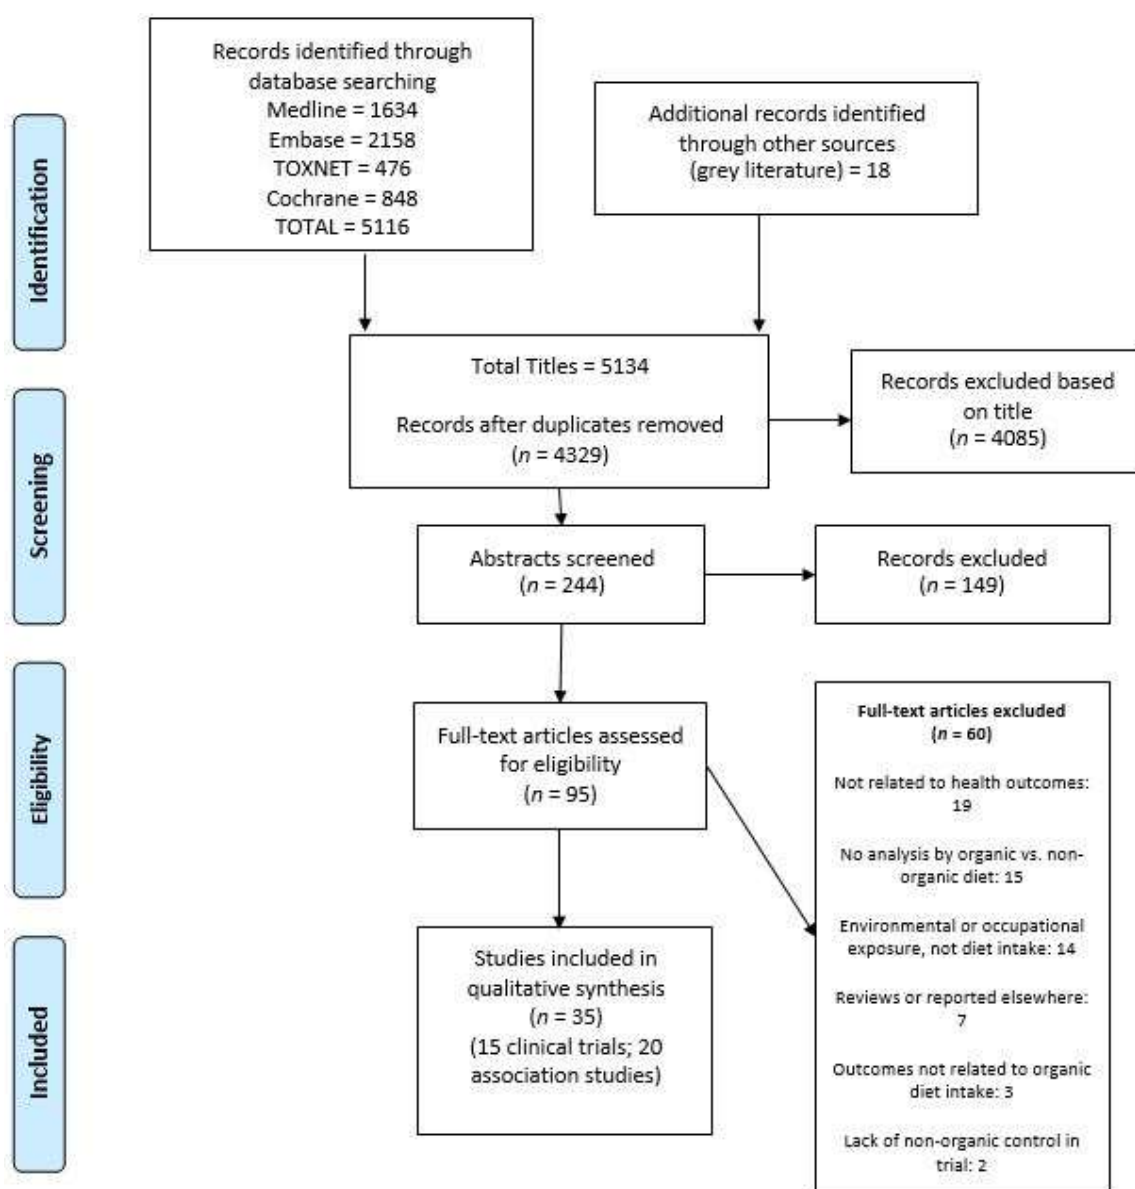 Records identified through
database searching
Medline = 1634
Embase = 2158
TOXNET = 476
Cochrane = 848
TOTAL = 5116
Additional records identified
through other sources
(grey literature) = 18
Identification
Total Titles = 5134
Records after duplicates removed
(n = 4329)
Records excluded based
on title
(n = 4085)
Screening
Abstracts screened
(n = 244)
Records excluded
(n = 149)
Eligibility
Full-text articles assessed
for eligibility
(n = 95)
Full-text articles excluded
(n = 60)
Not related to health outcomes:
19
No analysis by organic vs. non-
organic diet: 15
Environmental or occupational
exposure, not diet intake: 14
Reviews or reported elsewhere:
7
Outcomes not related to organic
diet intake: 3
Lack of non-organic control in
trial: 2
Included
Studies included in
qualitative synthesis
(n = 35)
(15 clinical trials; 20
association studies)